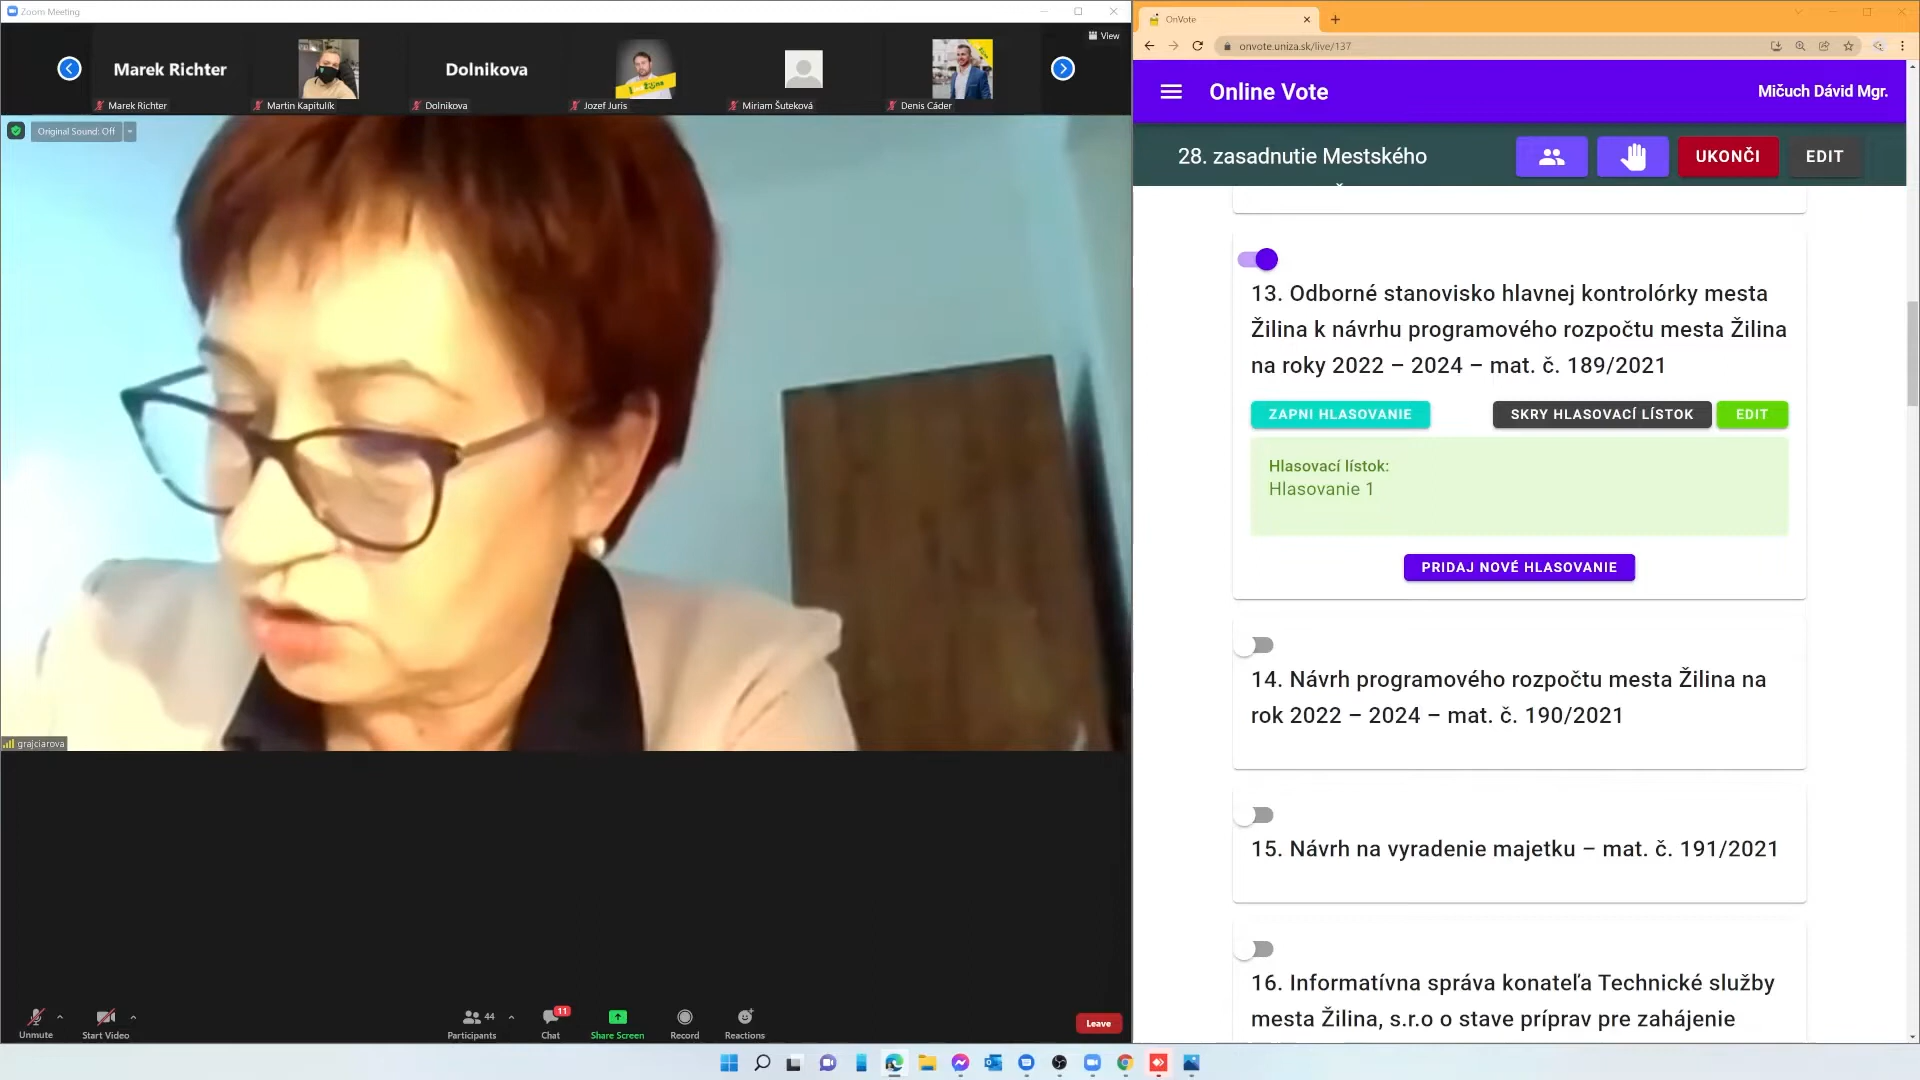 Zoom Meeting
View
Marek Richter
Dolnikova
Marek Richter
Martin Kapitulík
Dolnikova
Jozef Juris
Miriam Šuteková
Denis Cáder
Original Sound: Off
grajciarova
Unmute
Start Video
44
Participants
11
Chat
Share Screen
Record
Reactions
Leave
OnVote
onvote.uniza.sk/live/137
Online Vote
Mičuch Dávid Mgr.
28. zasadnutie Mestského
UKONČI
EDIT
13. Odborné stanovisko hlavnej kontrolórky mesta
Žilina k návrhu programového rozpočtu mesta Žilina
na roky 2022 – 2024 – mat. č. 189/2021
ZAPNI HLASOVANIE
SKRY HLASOVACÍ LÍSTOK
EDIT
Hlasovací lístok:
Hlasovanie 1
PRIDAJ NOVÉ HLASOVANIE
14. Návrh programového rozpočtu mesta Žilina na
rok 2022 – 2024 – mat. č. 190/2021
15. Návrh na vyradenie majetku – mat. č. 191/2021
16. Informatívna správa konateľa Technické služby
mesta Žilina, s.r.o o stave príprav pre zahájenie